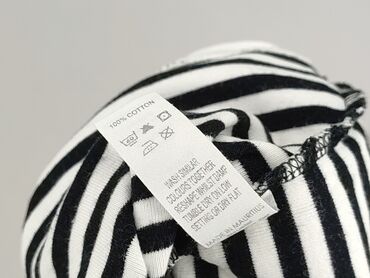 100% COTTON
WASH SIMILAR
COLOURS TOGETHER
RESHAPE WHILST DAMP
TUMBLE DRY ON LOW
SETTING OR DRY FLAT
MADE IN MAURITIUS